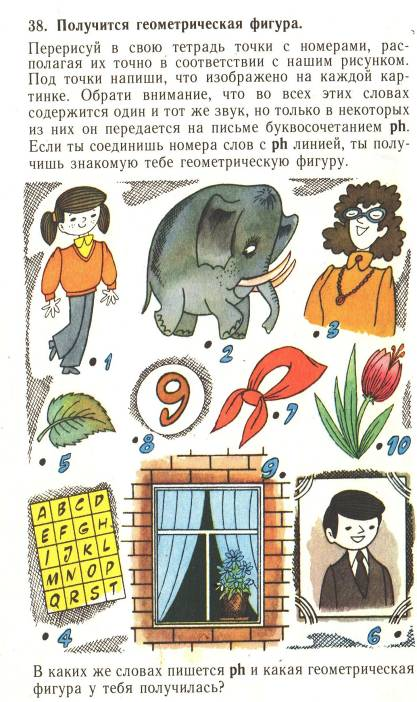 38. Получится геометрическая фигура.
Перерисуй в свою тетрадь точки с номерами, рас-
полагая их точно в соответствии с нашим рисунком.
Под точки напиши, что изображено на каждой кар-
тинке. Обрати внимание, что во всех этих словах
содержится один и тот же звук, но только в некоторых
из них он передается на письме буквосочетанием ph.
Если ты соединишь номера слов с ph линией, ты полу-
чишь знакомую тебе геометрическую фигуру.
1
2
3
5
8
9
7
10
9.
A B C D
E F G H
I J K L
M N O P
Q R S T
4
6
В каких же словах пишется ph и какая геометрическая
фигура у тебя получилась?